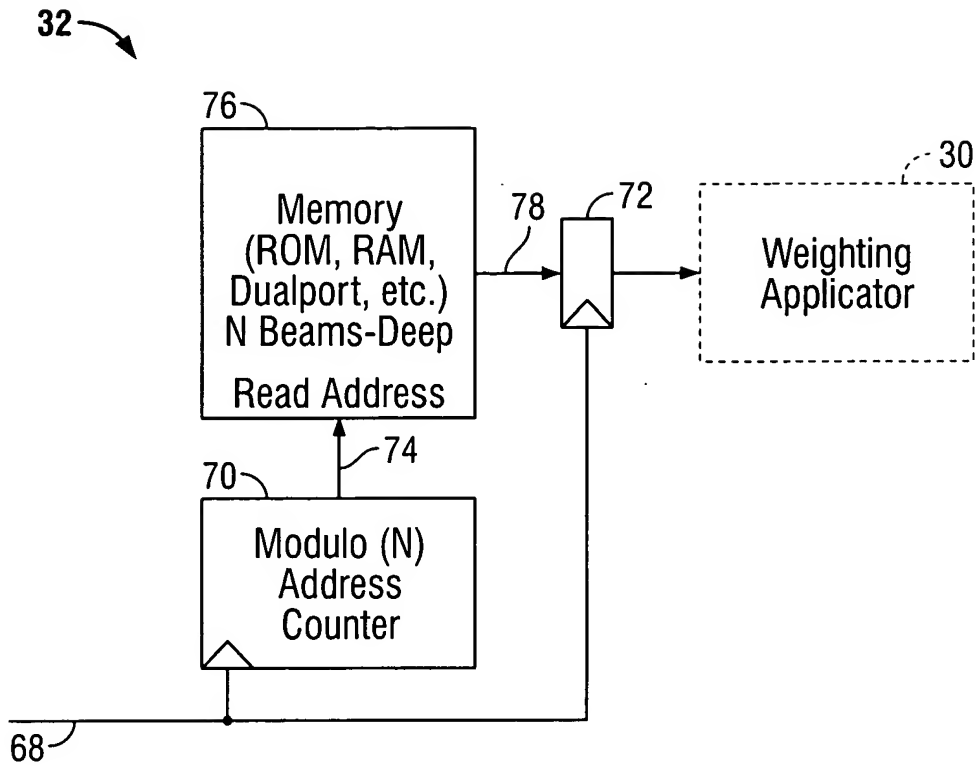 32
76
Memory
(ROM, RAM,
Dualport, etc.)
N Beams-Deep
Read Address
78
72
30
Weighting
Applicator
74
70
Modulo (N)
Address
Counter
68